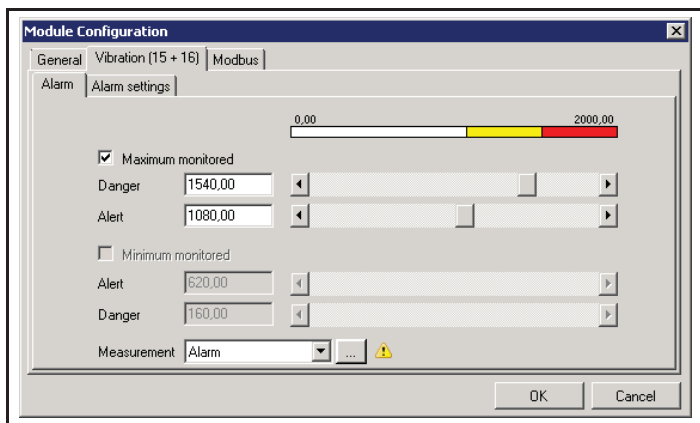 Module Configuration
General Vibration (15 + 16) Modbus
Alarm Alarm settings
0,00 2000,00
Maximum monitored
Danger 1540,00
Alert 1080,00
Minimum monitored
Alert 620,00
Danger 160,00
Measurement Alarm ...
OK Cancel